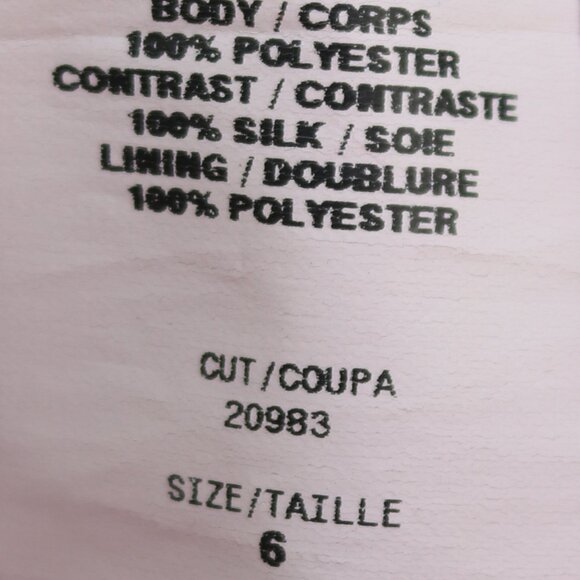 BODY / CORPS
100% POLYESTER
CONTRAST / CONTRASTE
100% SILK / SOIE
LINING / DOUBLURE
100% POLYESTER
CUT/COUPA
20983
SIZE/TAILLE
6